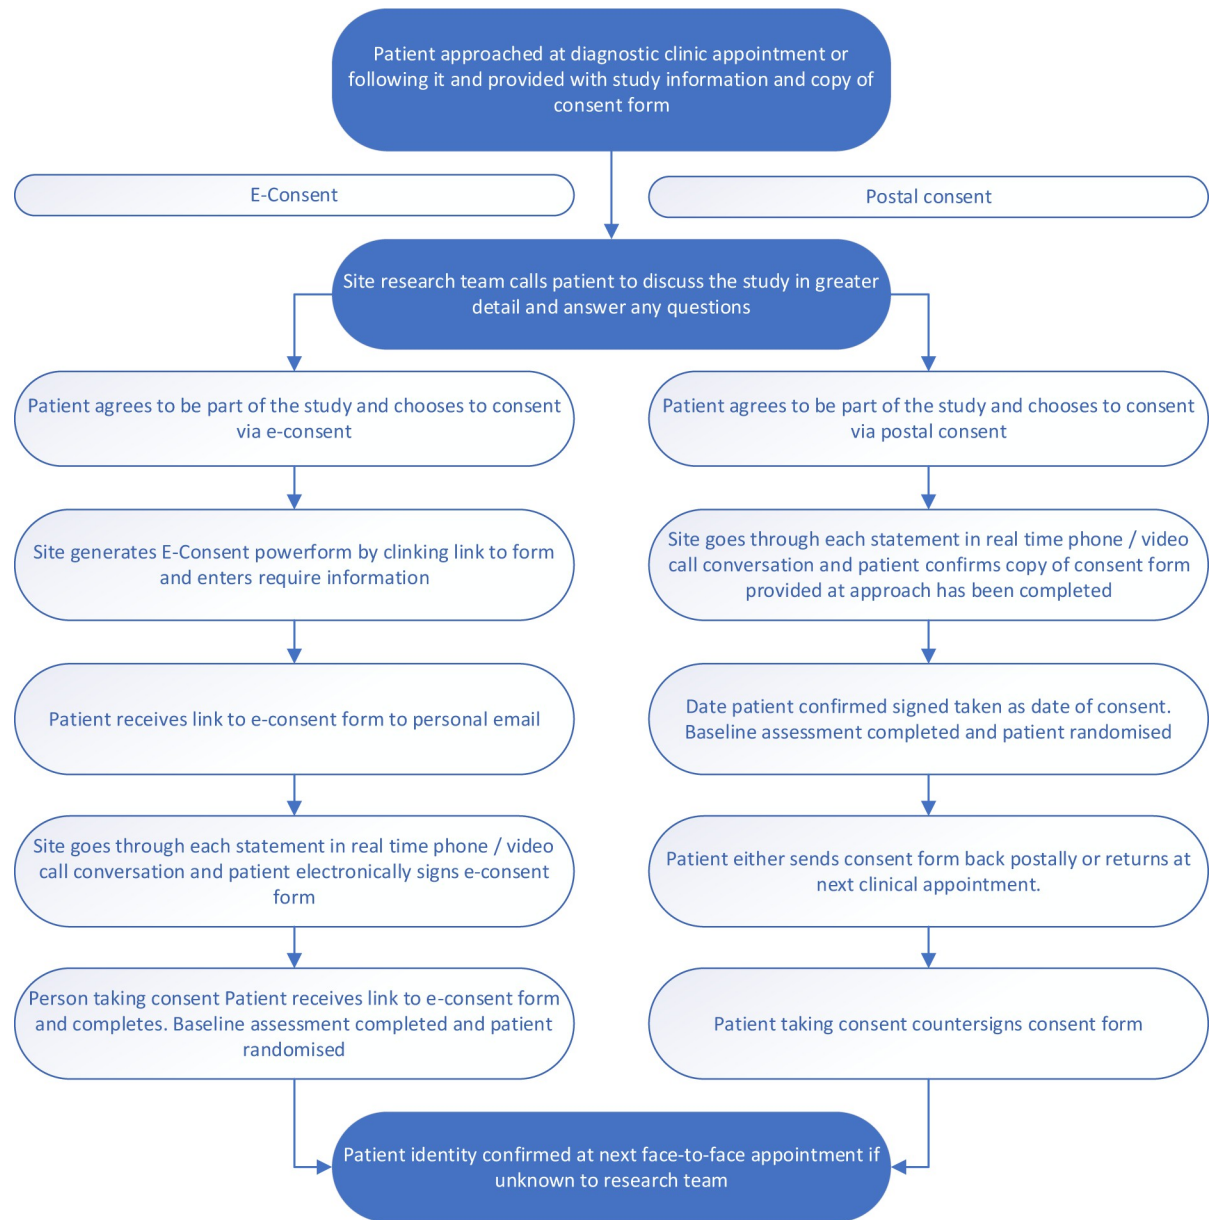 Patient approached at diagnostic clinic appointment or
following it and provided with study information and copy of
consent form
E-Consent
Postal consent
Site research team calls patient to discuss the study in greater
detail and answer any questions
Patient agrees to be part of the study and chooses to consent
via e-consent
Site generates E-Consent powerform by clinking link to form
and enters require information
Patient receives link to e-consent form to personal email
Site goes through each statement in real time phone / video
call conversation and patient electronically signs e-consent
form
Person taking consent Patient receives link to e-consent form
and completes. Baseline assessment completed and patient
randomised
Patient agrees to be part of the study and chooses to consent
via postal consent
Site goes through each statement in real time phone / video
call conversation and patient confirms copy of consent form
provided at approach has been completed
Date patient confirmed signed taken as date of consent.
Baseline assessment completed and patient randomised
Patient either sends consent form back postally or returns at
next clinical appointment.
Patient taking consent countersigns consent form
Patient identity confirmed at next face-to-face appointment if
unknown to research team